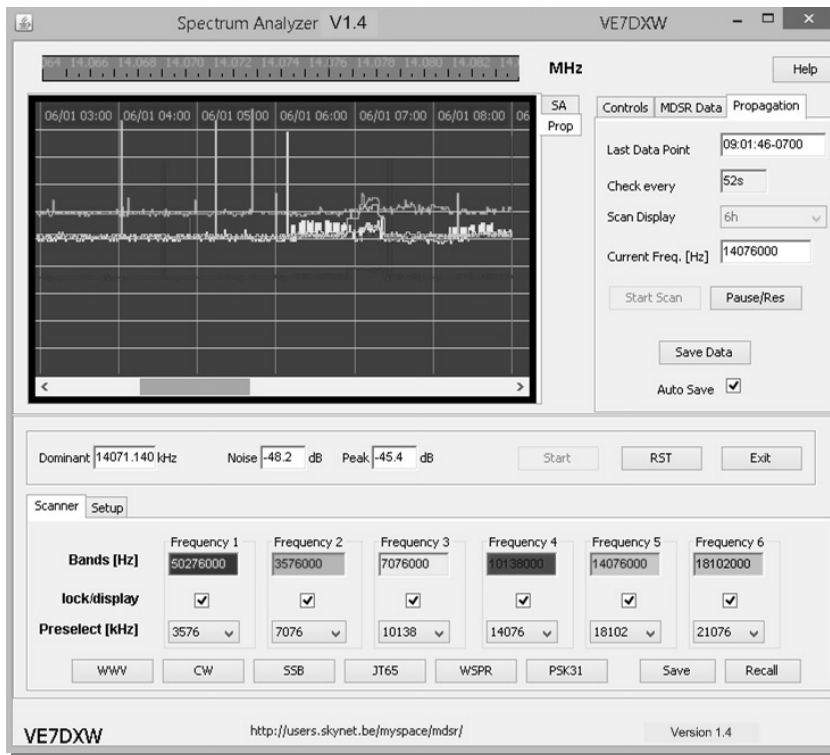 Spectrum Analyzer V1.4 VE7DXW
064 14.066 14.068 14.070 14.072 14.074 14.076 14.078 14.080 14.082 14. MHz Help
06/01 03:00 06/01 04:00 06/01 05:00 06/01 06:00 06/01 07:00 06/01 08:00 06
SA
Prop
Controls MDSR Data Propagation
Last Data Point 09:01:46-0700
Check every 52s
Scan Display 6h
Current Freq. [Hz] 14076000
Start Scan Pause/Res
Save Data
Auto Save
Dominant 14071.140 kHz Noise -48.2 dB Peak -45.4 dB Start RST Exit
Scanner Setup
Frequency 1 Frequency 2 Frequency 3 Frequency 4 Frequency 5 Frequency 6
Bands [Hz] 50276000 3576000 7076000 10138000 14076000 18102000
lock/display
Preselect [kHz] 3576 7076 10138 14076 18102 21076
WWV CW SSB JT65 WSPR PSK31 Save Recall
VE7DXW http://users.skynet.be/myspace/mdsr/ Version 1.4